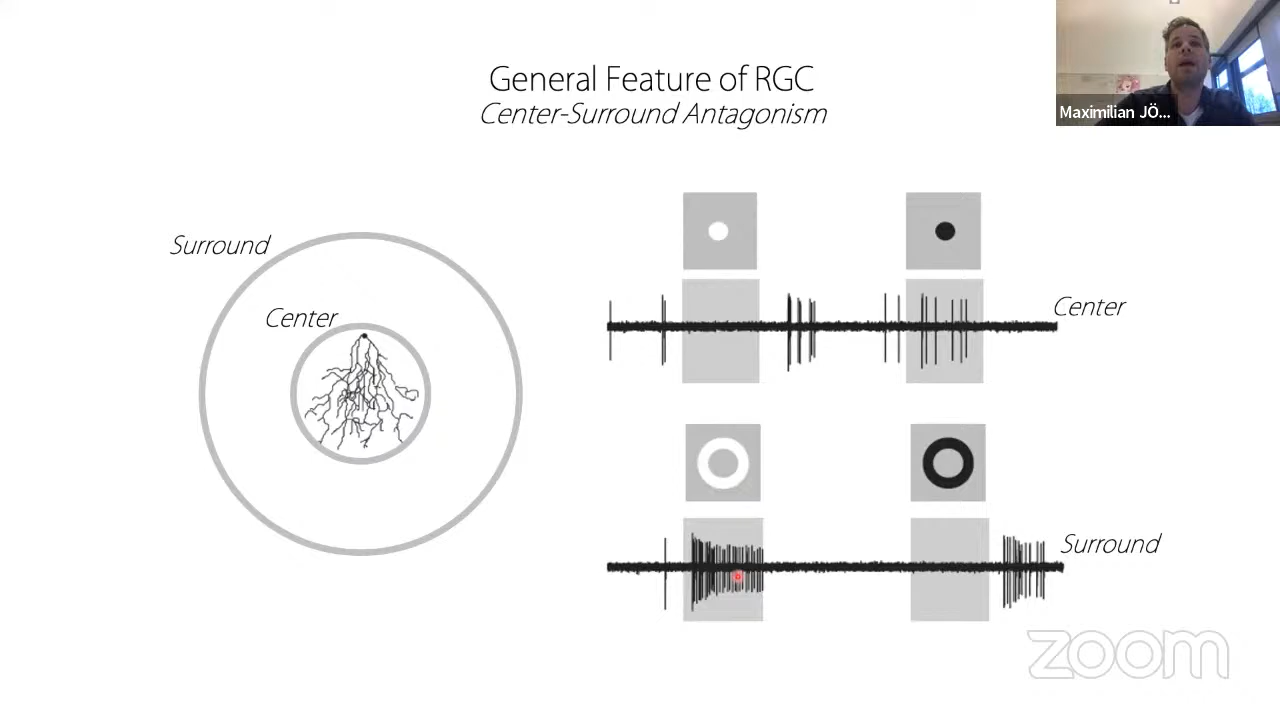 General Feature of RGC
Center-Surround Antagonism
Maximilian JÖ...
Surround
Center
Center
Surround
zoom